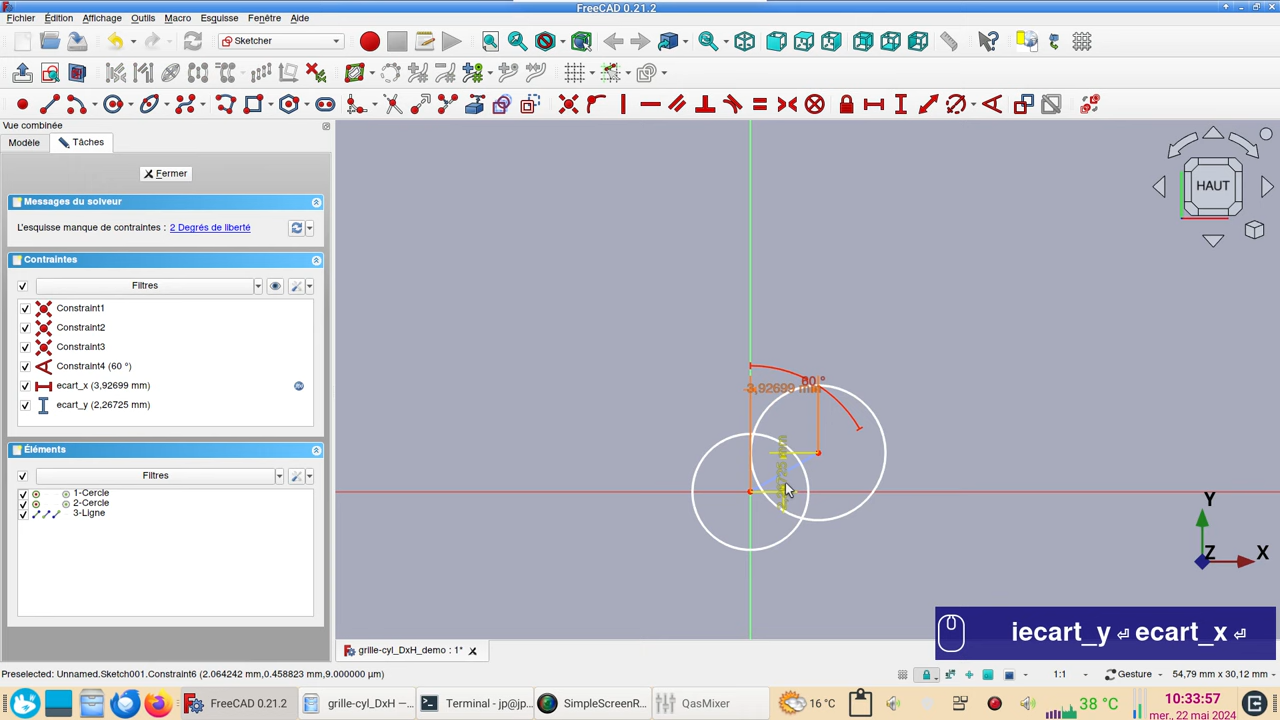 FreeCAD 0.21.2
Fichier Édition Affichage Outils Macro Esquisse Fenêtre Aide
Sketcher
Vue combinée
Modèle Tâches
Fermer
Messages du solveur
L'esquisse manque de contraintes : 2 Degrés de liberté
Contraintes
Filtres
Constraint1
Constraint2
Constraint3
Constraint4 (60 °)
ecart_x (3,92699 mm)
ecart_y (2,26725 mm)
Éléments
Filtres
1-Cercle
2-Cercle
3-Ligne
60 °
3,92699 mm
HAUT
Y
Z X
iecart_y ⏎ ecart_x ⏎
grille-cyl_DxH_demo : 1*
Preselected: Unnamed.Sketch001.Constraint6 (2.064242 mm,0.458823 mm,9.000000 µm)
1:1 Gesture 54,79 mm x 30,12 mm
FreeCAD 0.21.2 grille-cyl_DxH —... Terminal - jp@jp... SimpleScreenR... QasMixer 16 °C 38 °C
10:33:57
mer., 22 mai 2024